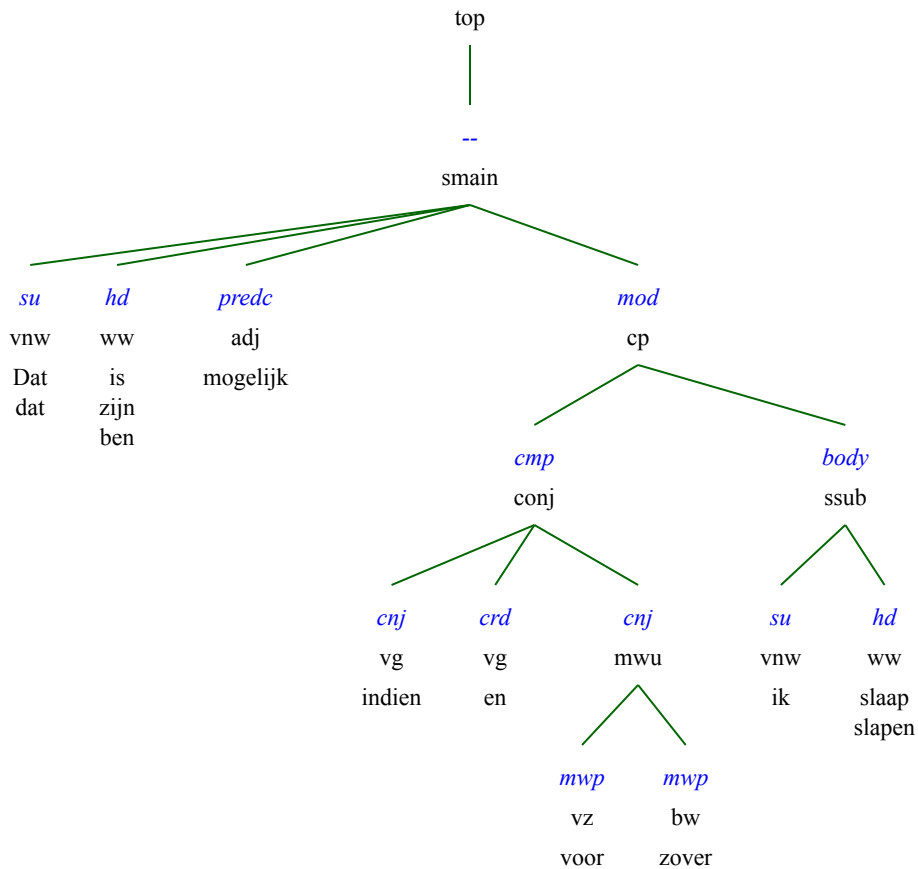 top
--
smain
su hd predc mod
vnw ww adj cp
Dat is mogelijk
dat zijn
ben
cmp body
conj ssub
cnj crd cnj su hd
vg vg mwu vnw ww
indien en ik slaap
slapen
mwp mwp
vz bw
voor zover